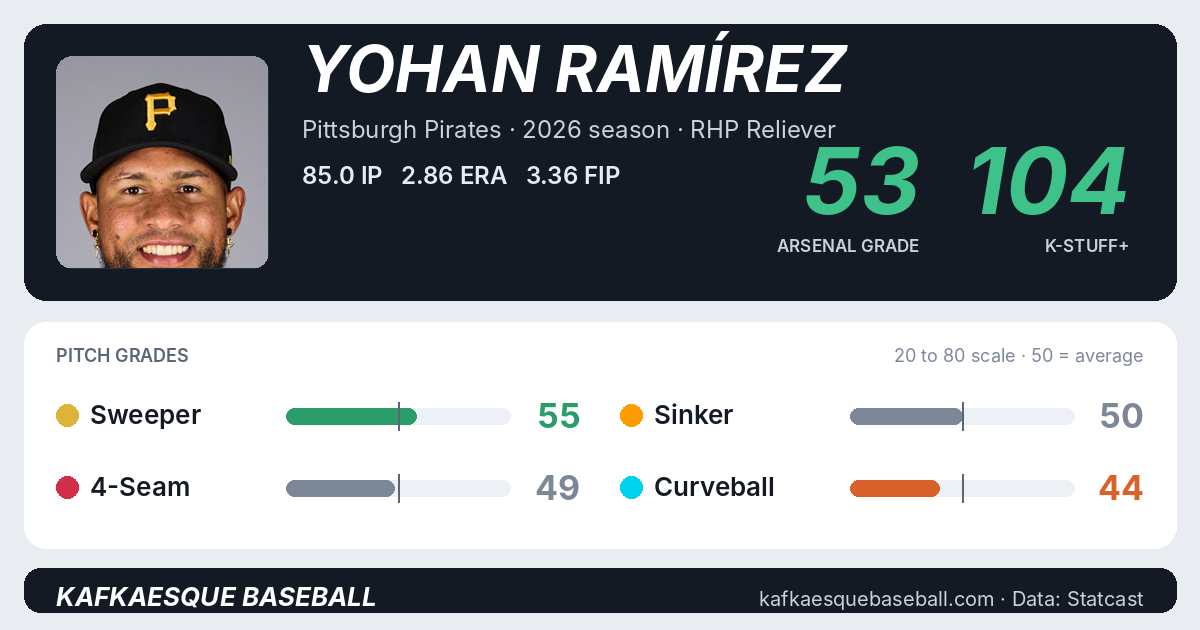 YOHAN RAMÍREZ
Pittsburgh Pirates · 2026 season · RHP Reliever
85.0 IP 2.86 ERA 3.36 FIP
53 104
ARSENAL GRADE K-STUFF+
P
PITCH GRADES 20 to 80 scale · 50 = average
Sweeper 55 Sinker 50
4-Seam 49 Curveball 44
KAFKAESQUE BASEBALL kafkaesquebaseball.com · Data: Statcast